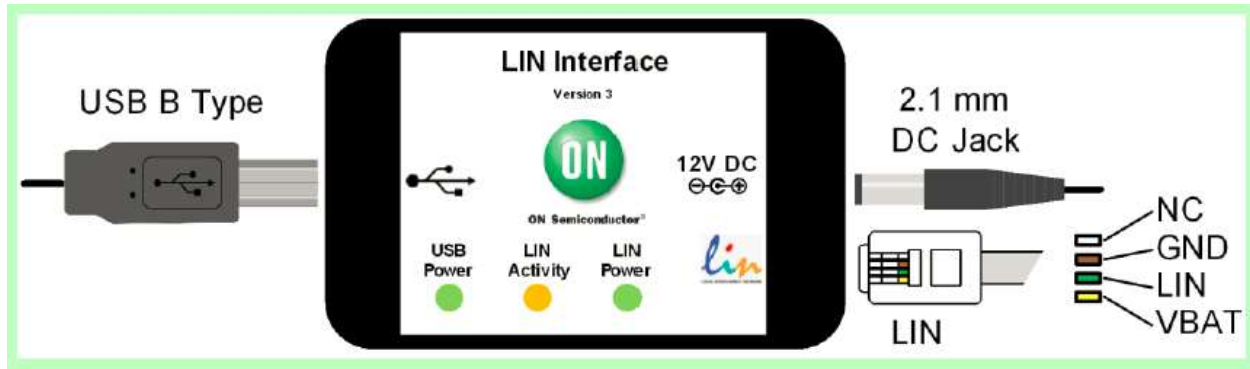 USB B Type
LIN Interface
Version 3
ON
12V DC
ON Semiconductor®
USB Power
LIN Activity
LIN Power
lin
2.1 mm
DC Jack
NC
GND
LIN
VBAT
LIN